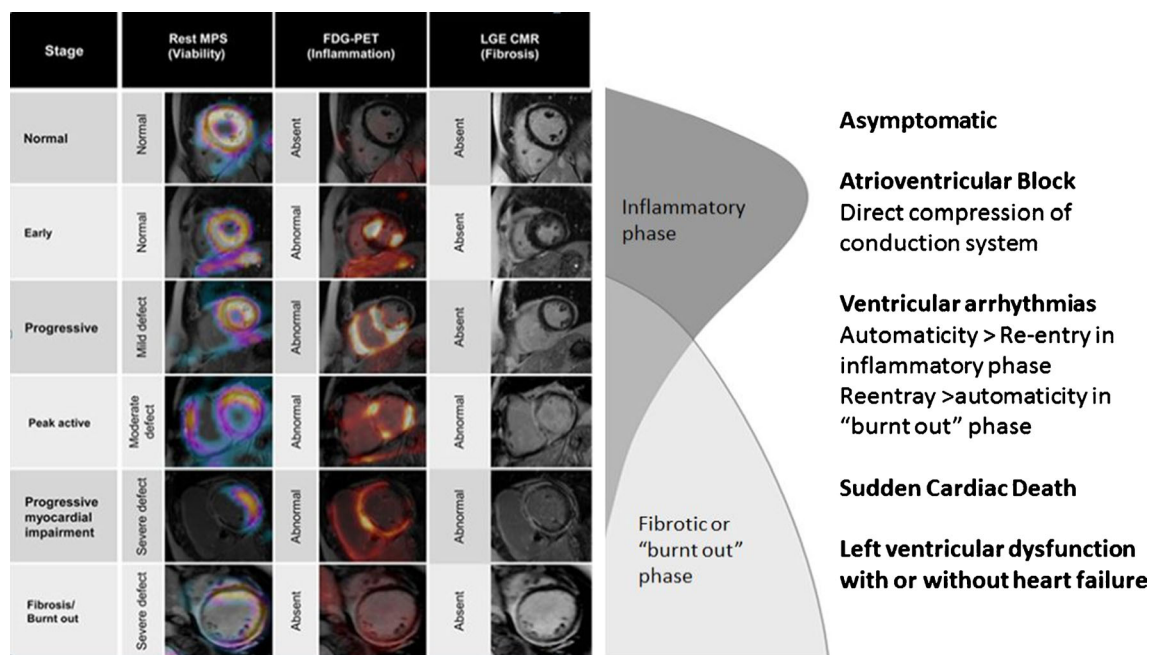 Stage
Rest MPS
(Viability)
FDG-PET
(Inflammation)
LGE CMR
(Fibrosis)
Normal
Normal
Absent
Absent
Early
Normal
Abnormal
Absent
Progressive
Mild defect
Abnormal
Absent
Peak active
Moderate
defect
Abnormal
Abnormal
Progressive
myocardial
impairment
Severe defect
Abnormal
Abnormal
Fibrosis/
Burnt out
Severe defect
Absent
Absent
Inflammatory
phase
Fibrotic or
“burnt out”
phase
Asymptomatic
Atrioventricular Block
Direct compression of
conduction system
Ventricular arrhythmias
Automaticity > Re-entry in
inflammatory phase
Reentray >automaticity in
“burnt out” phase
Sudden Cardiac Death
Left ventricular dysfunction
with or without heart failure